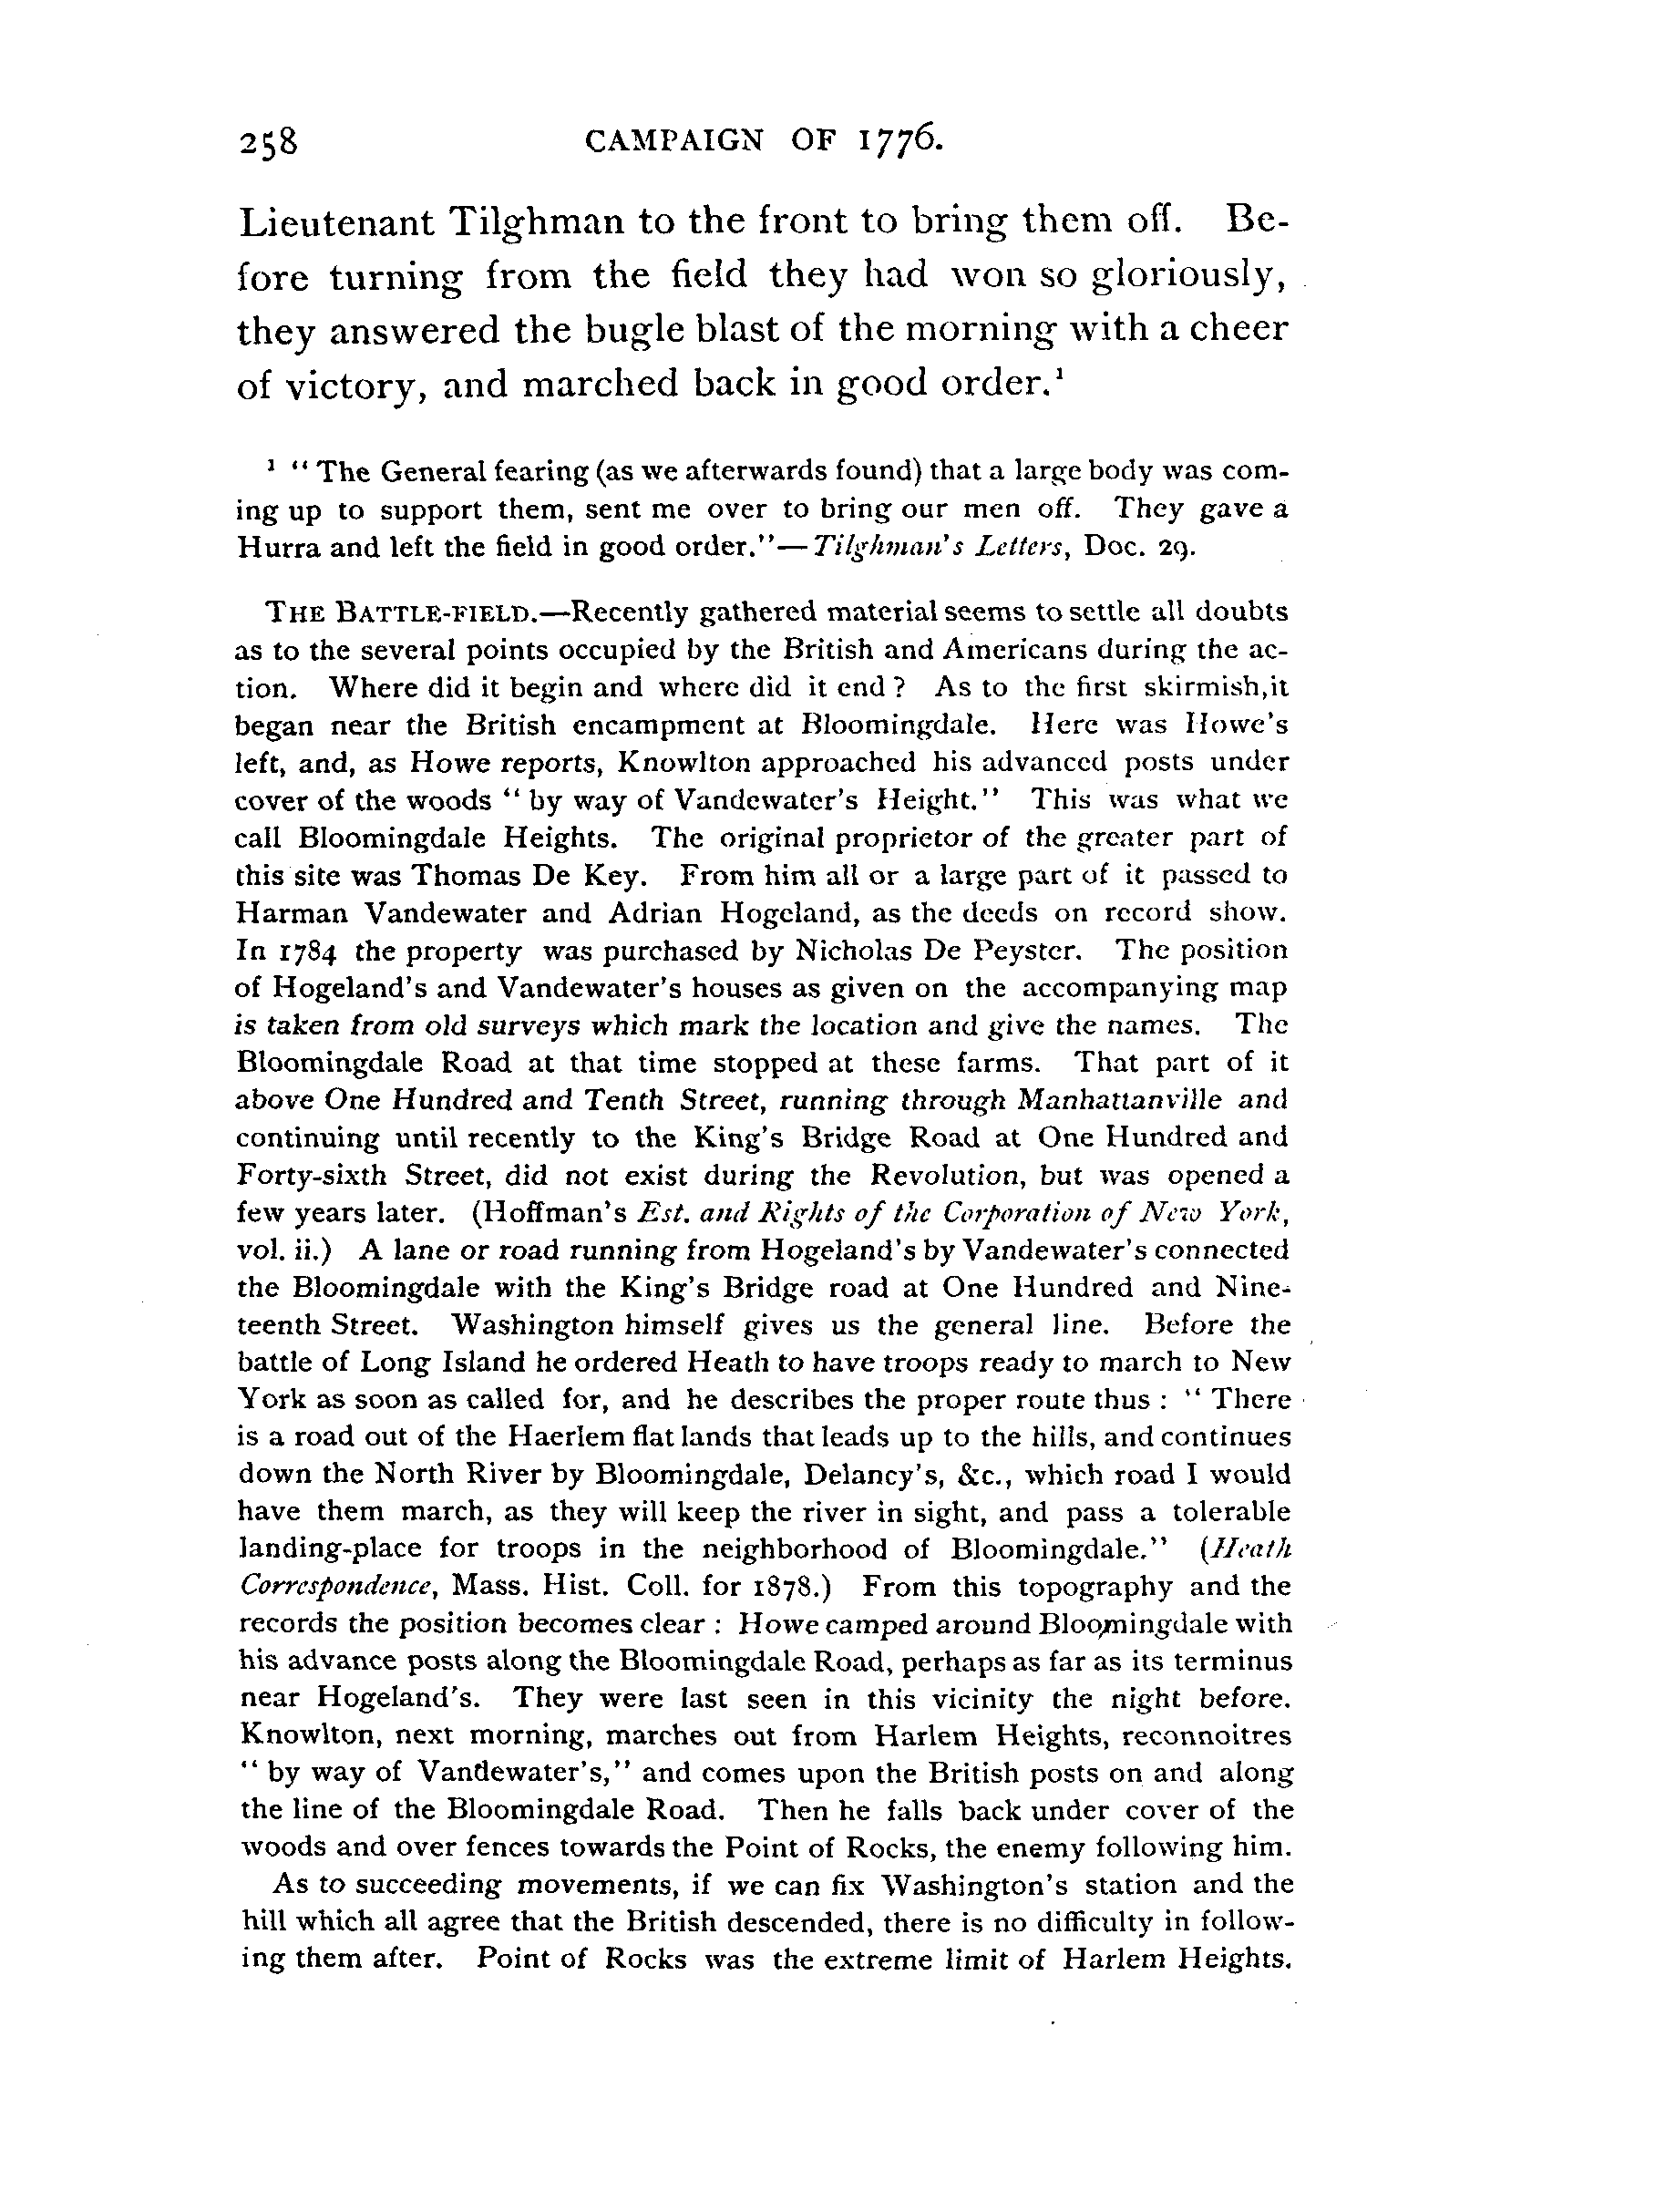 258 CAMPAIGN OF 1776.
Lieutenant Tilghman to the front to bring them off. Be-
fore turning from the field they had won so gloriously,
they answered the bugle blast of the morning with a cheer
of victory, and marched back in good order.¹
¹ " The General fearing (as we afterwards found) that a large body was com-
ing up to support them, sent me over to bring our men off. They gave a
Hurra and left the field in good order."—Tilghman's Letters, Doc. 29.
THE BATTLE-FIELD.—Recently gathered material seems to settle all doubts
as to the several points occupied by the British and Americans during the ac-
tion. Where did it begin and where did it end ? As to the first skirmish,it
began near the British encampment at Bloomingdale. Here was Howe's
left, and, as Howe reports, Knowlton approached his advanced posts under
cover of the woods " by way of Vandewater's Height." This was what we
call Bloomingdale Heights. The original proprietor of the greater part of
this site was Thomas De Key. From him all or a large part of it passed to
Harman Vandewater and Adrian Hogeland, as the deeds on record show.
In 1784 the property was purchased by Nicholas De Peyster. The position
of Hogeland's and Vandewater's houses as given on the accompanying map
is taken from old surveys which mark the location and give the names. The
Bloomingdale Road at that time stopped at these farms. That part of it
above One Hundred and Tenth Street, running through Manhattanville and
continuing until recently to the King's Bridge Road at One Hundred and
Forty-sixth Street, did not exist during the Revolution, but was opened a
few years later. (Hoffman's Est. and Rights of the Corporation of New York,
vol. ii.) A lane or road running from Hogeland's by Vandewater's connected
the Bloomingdale with the King's Bridge road at One Hundred and Nine-
teenth Street. Washington himself gives us the general line. Before the
battle of Long Island he ordered Heath to have troops ready to march to New
York as soon as called for, and he describes the proper route thus : " There
is a road out of the Haerlem flat lands that leads up to the hills, and continues
down the North River by Bloomingdale, Delancy's, &c., which road I would
have them march, as they will keep the river in sight, and pass a tolerable
landing-place for troops in the neighborhood of Bloomingdale." (Heath
Correspondence, Mass. Hist. Coll. for 1878.) From this topography and the
records the position becomes clear : Howe camped around Bloomingdale with
his advance posts along the Bloomingdale Road, perhaps as far as its terminus
near Hogeland's. They were last seen in this vicinity the night before.
Knowlton, next morning, marches out from Harlem Heights, reconnoitres
" by way of Vandewater's," and comes upon the British posts on and along
the line of the Bloomingdale Road. Then he falls back under cover of the
woods and over fences towards the Point of Rocks, the enemy following him.
As to succeeding movements, if we can fix Washington's station and the
hill which all agree that the British descended, there is no difficulty in follow-
ing them after. Point of Rocks was the extreme limit of Harlem Heights.